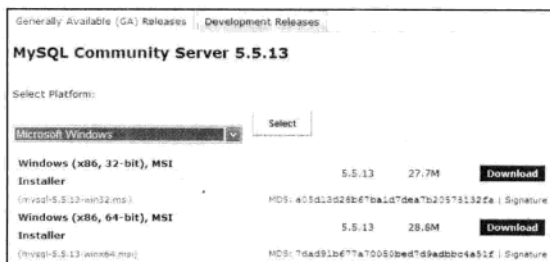 Generally Available (GA) Releases Development Releases
MySQL Community Server 5.5.13
Select Platform:
Microsoft Windows Select
Windows (x86, 32-bit), MSI Installer 5.5.13 27.7M Download
(mysql-5.5.13-win32.msi) MD5: | Signature
Windows (x86, 64-bit), MSI Installer 5.5.13 28.8M Download
(mysql-5.5.13-winx64.msi) MD5: | Signature